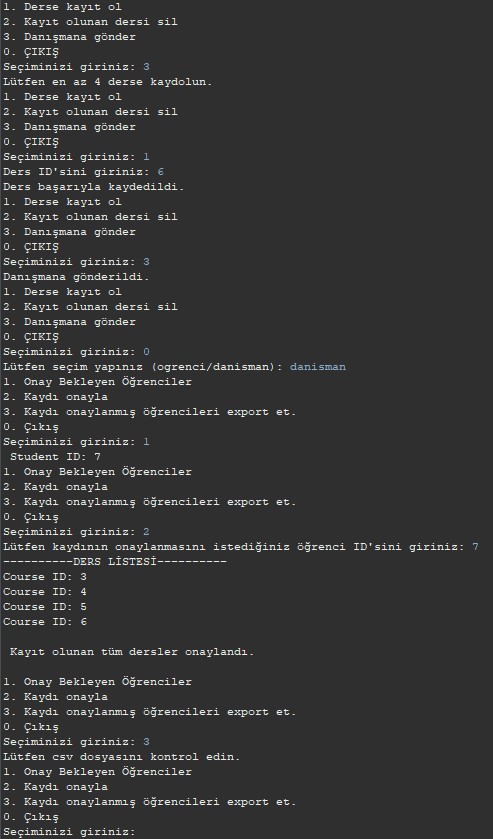 1. Derse kayıt ol
2. Kayıt olunan dersi sil
3. Danışmana gönder
0. ÇIKIŞ
Seçiminizi giriniz: 3
Lütfen en az 4 derse kaydolun.
1. Derse kayıt ol
2. Kayıt olunan dersi sil
3. Danışmana gönder
0. ÇIKIŞ
Seçiminizi giriniz: 1
Ders ID'sini giriniz: 6
Ders başarıyla kaydedildi.
1. Derse kayıt ol
2. Kayıt olunan dersi sil
3. Danışmana gönder
0. ÇIKIŞ
Seçiminizi giriniz: 3
Danışmana gönderildi.
1. Derse kayıt ol
2. Kayıt olunan dersi sil
3. Danışmana gönder
0. ÇIKIŞ
Seçiminizi giriniz: 0
Lütfen seçim yapınız (ogrenci/danisman): danisman
1. Onay Bekleyen Öğrenciler
2. Kaydı onayla
3. Kaydı onaylanmış öğrencileri export et.
0. Çıkış
Seçiminizi giriniz: 1
Student ID: 7
1. Onay Bekleyen Öğrenciler
2. Kaydı onayla
3. Kaydı onaylanmış öğrencileri export et.
0. Çıkış
Seçiminizi giriniz: 2
Lütfen kaydının onaylanmasını istediğiniz öğrenci ID'sini giriniz: 7
----------DERS LİSTESİ----------
Course ID: 3
Course ID: 4
Course ID: 5
Course ID: 6
Kayıt olunan tüm dersler onaylandı.
1. Onay Bekleyen Öğrenciler
2. Kaydı onayla
3. Kaydı onaylanmış öğrencileri export et.
0. Çıkış
Seçiminizi giriniz: 3
Lütfen csv dosyasını kontrol edin.
1. Onay Bekleyen Öğrenciler
2. Kaydı onayla
3. Kaydı onaylanmış öğrencileri export et.
0. Çıkış
Seçiminizi giriniz: